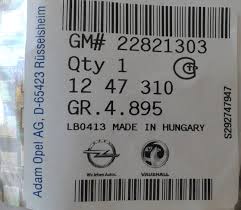 Adam Opel AG, D-65423 Rüsselsheim
GM# 22821303
Qty 1
12 47 310
GR.4.895
LB0413 MADE IN HUNGARY
OPEL
VAUXHALL
S292747947